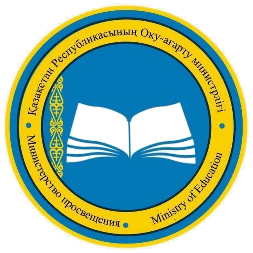 Қазақстан Республикасының Оқу-ағарту министрлігі
Министерство просвещения
Ministry of Education